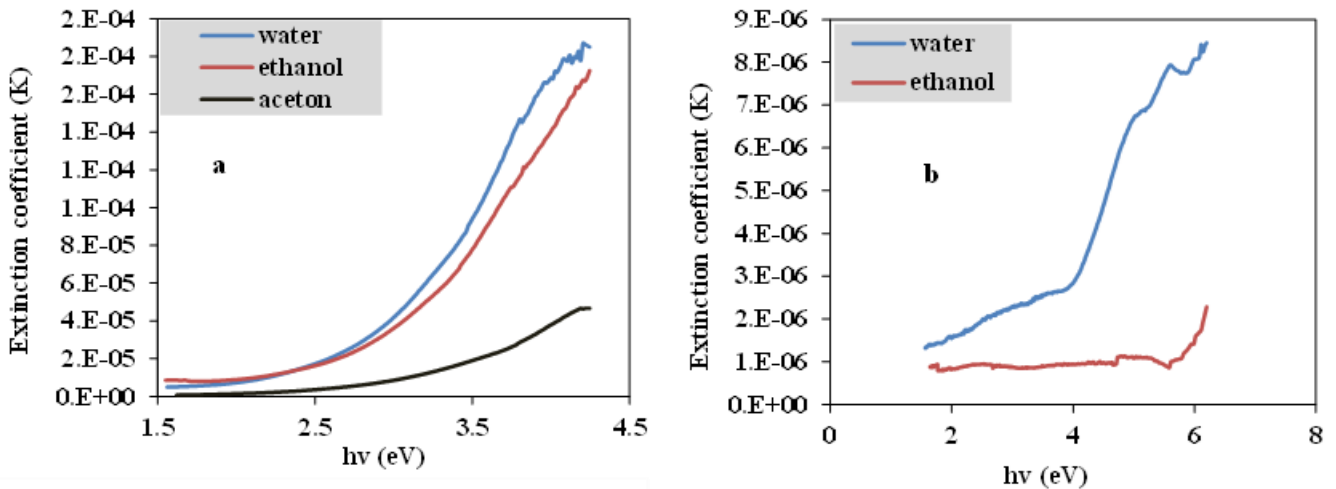 2.E-04
2.E-04
2.E-04
1.E-04
1.E-04
1.E-04
8.E-05
6.E-05
4.E-05
2.E-05
0.E+00
Extinction coefficient (K)
water
ethanol
aceton
a
1.5
2.5
3.5
4.5
hv (eV)
9.E-06
8.E-06
7.E-06
6.E-06
5.E-06
4.E-06
3.E-06
2.E-06
1.E-06
0.E+00
Extinction coefficient (K)
water
ethanol
b
0
2
4
6
8
hv (eV)